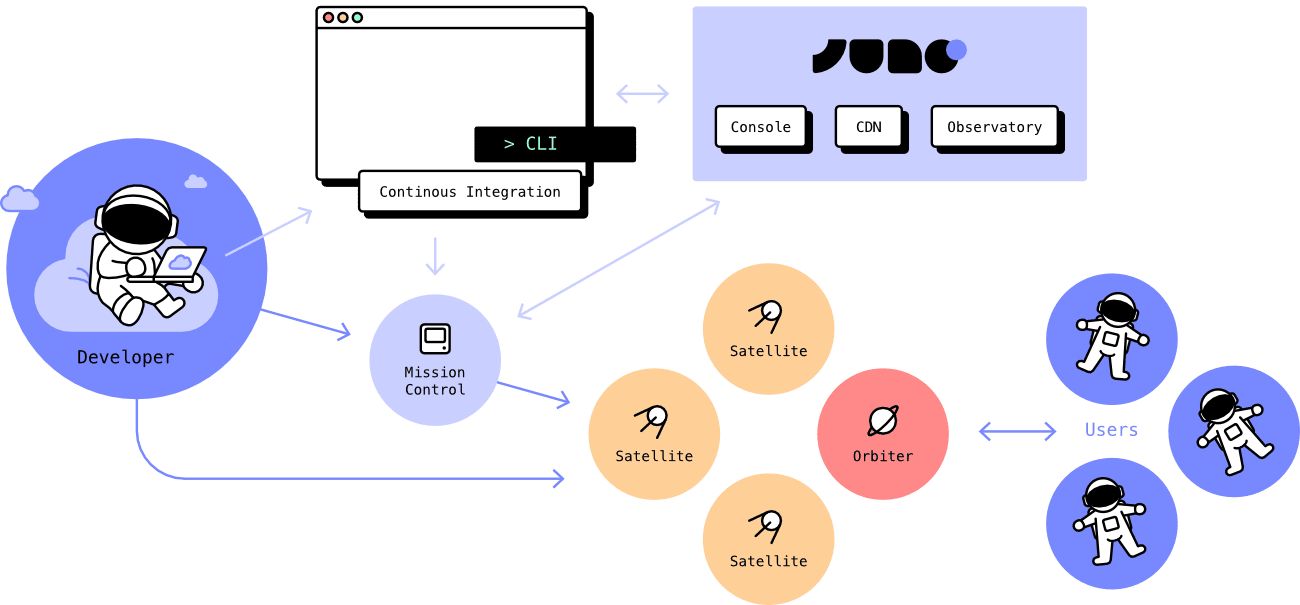 JUNO
Console
CDN
Observatory
> CLI
Continous Integration
Developer
Mission
Control
Satellite
Satellite
Orbiter
Satellite
Users